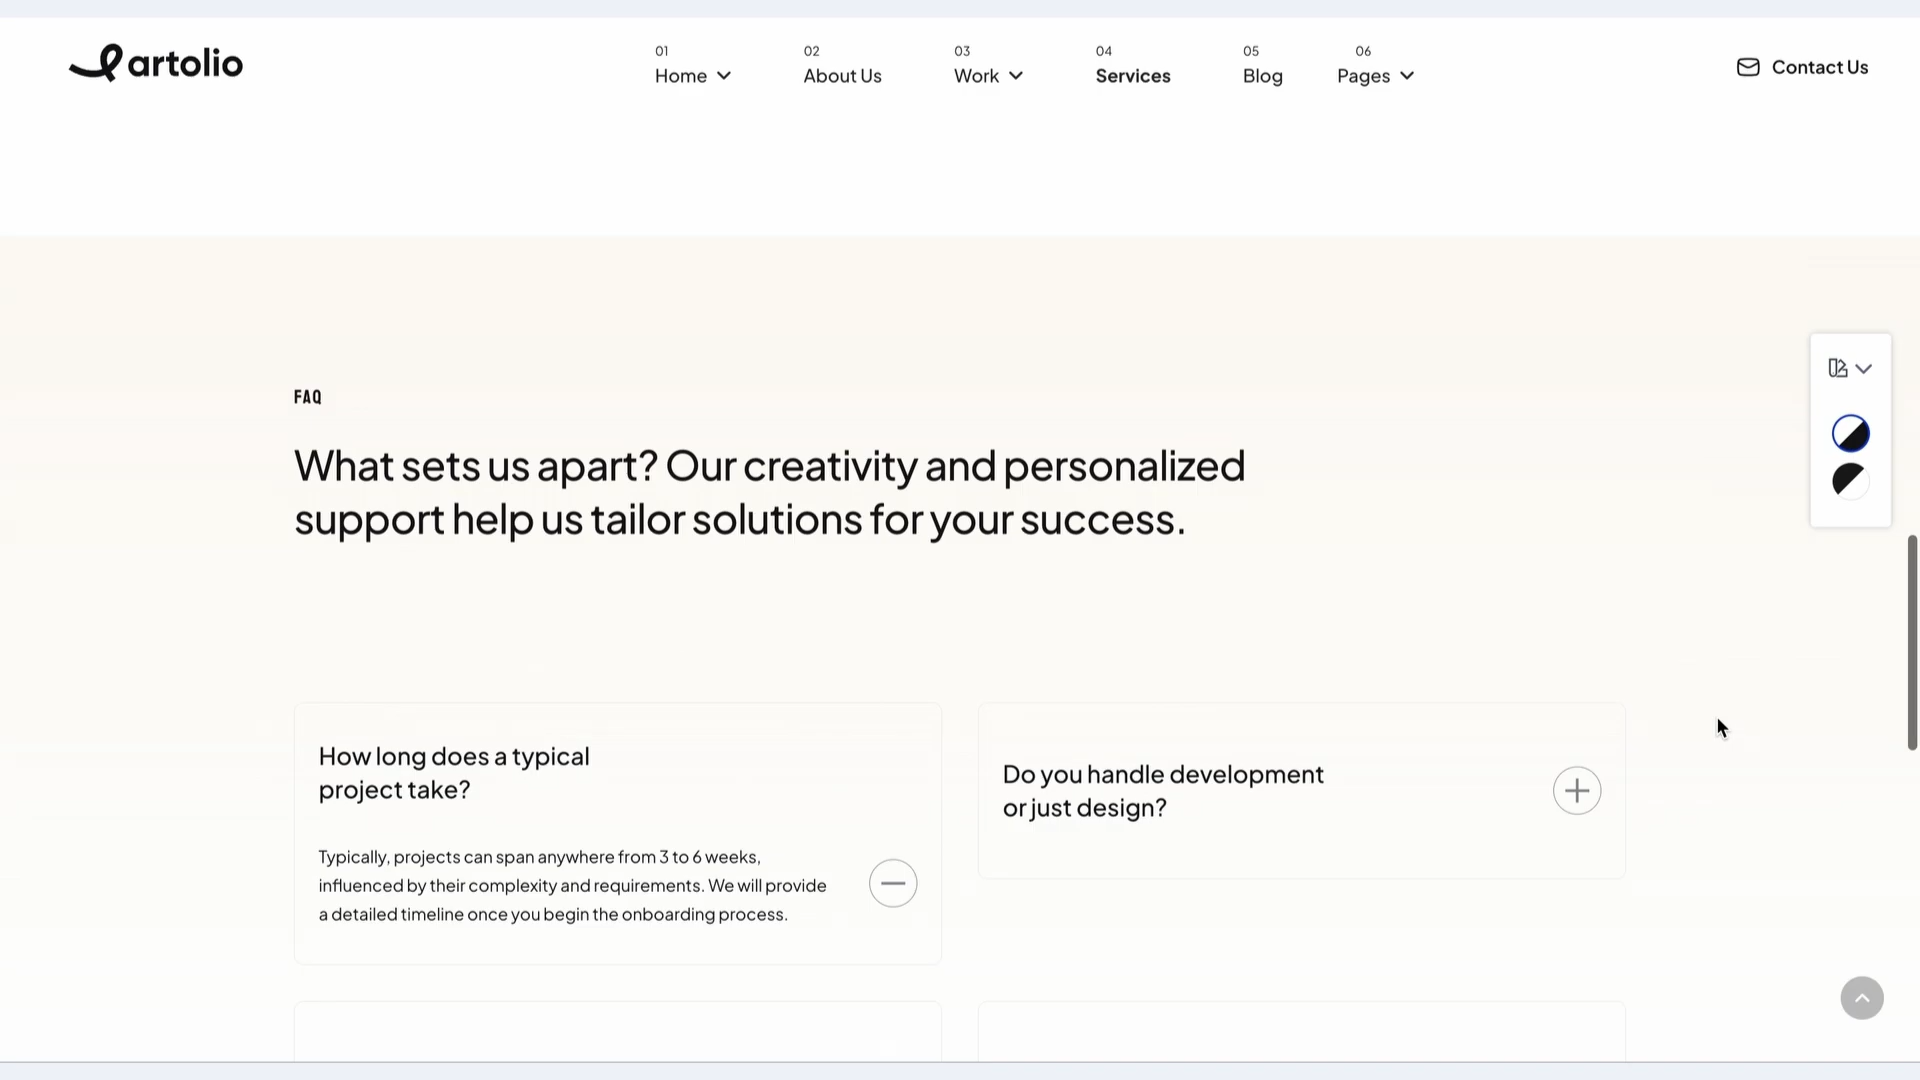 artolio
01
Home
02
About Us
03
Work
04
Services
05
Blog
06
Pages
Contact Us
FAQ
What sets us apart? Our creativity and personalized
support help us tailor solutions for your success.
How long does a typical
project take?
Typically, projects can span anywhere from 3 to 6 weeks,
influenced by their complexity and requirements. We will provide
a detailed timeline once you begin the onboarding process.
Do you handle development
or just design?